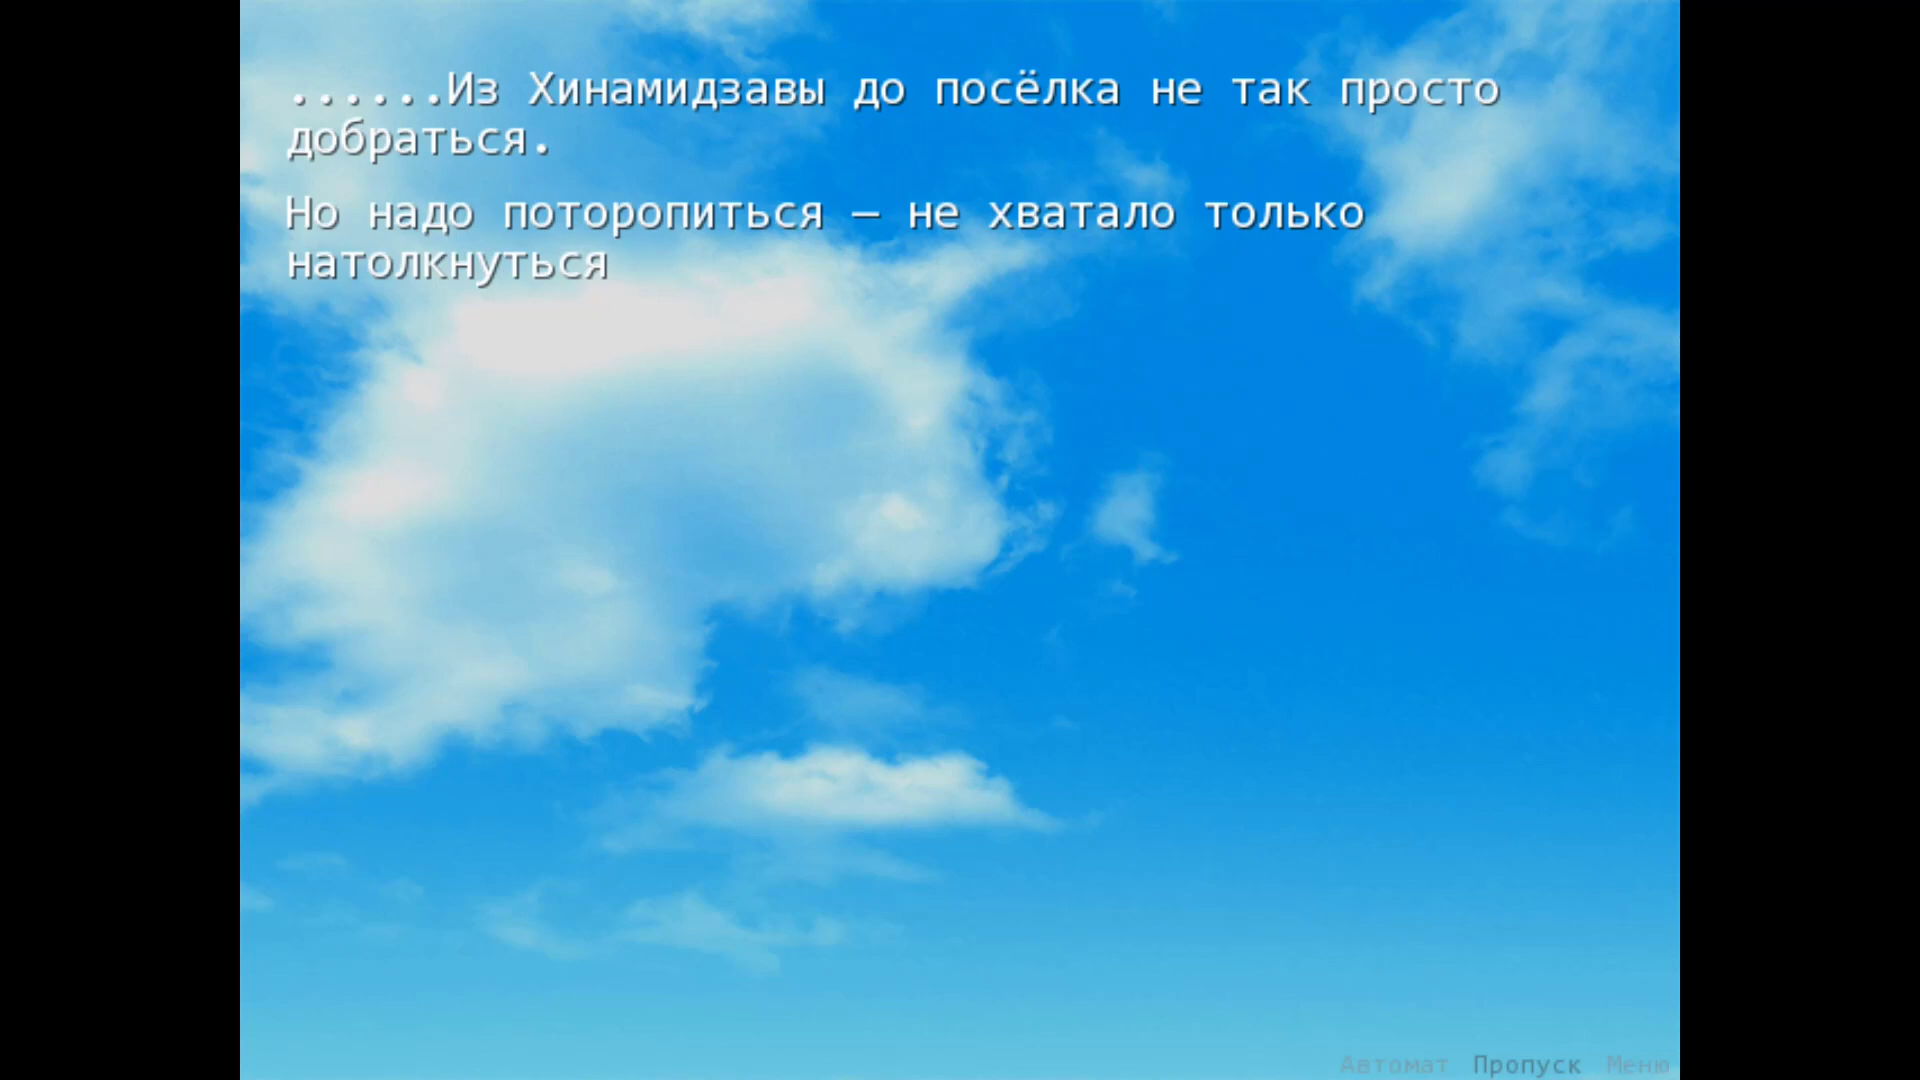 ......Из Хинамидзавы до посёлка не так просто
добраться.
Но надо поторопиться — не хватало только
натолкнуться
Автомат Пропуск Меню